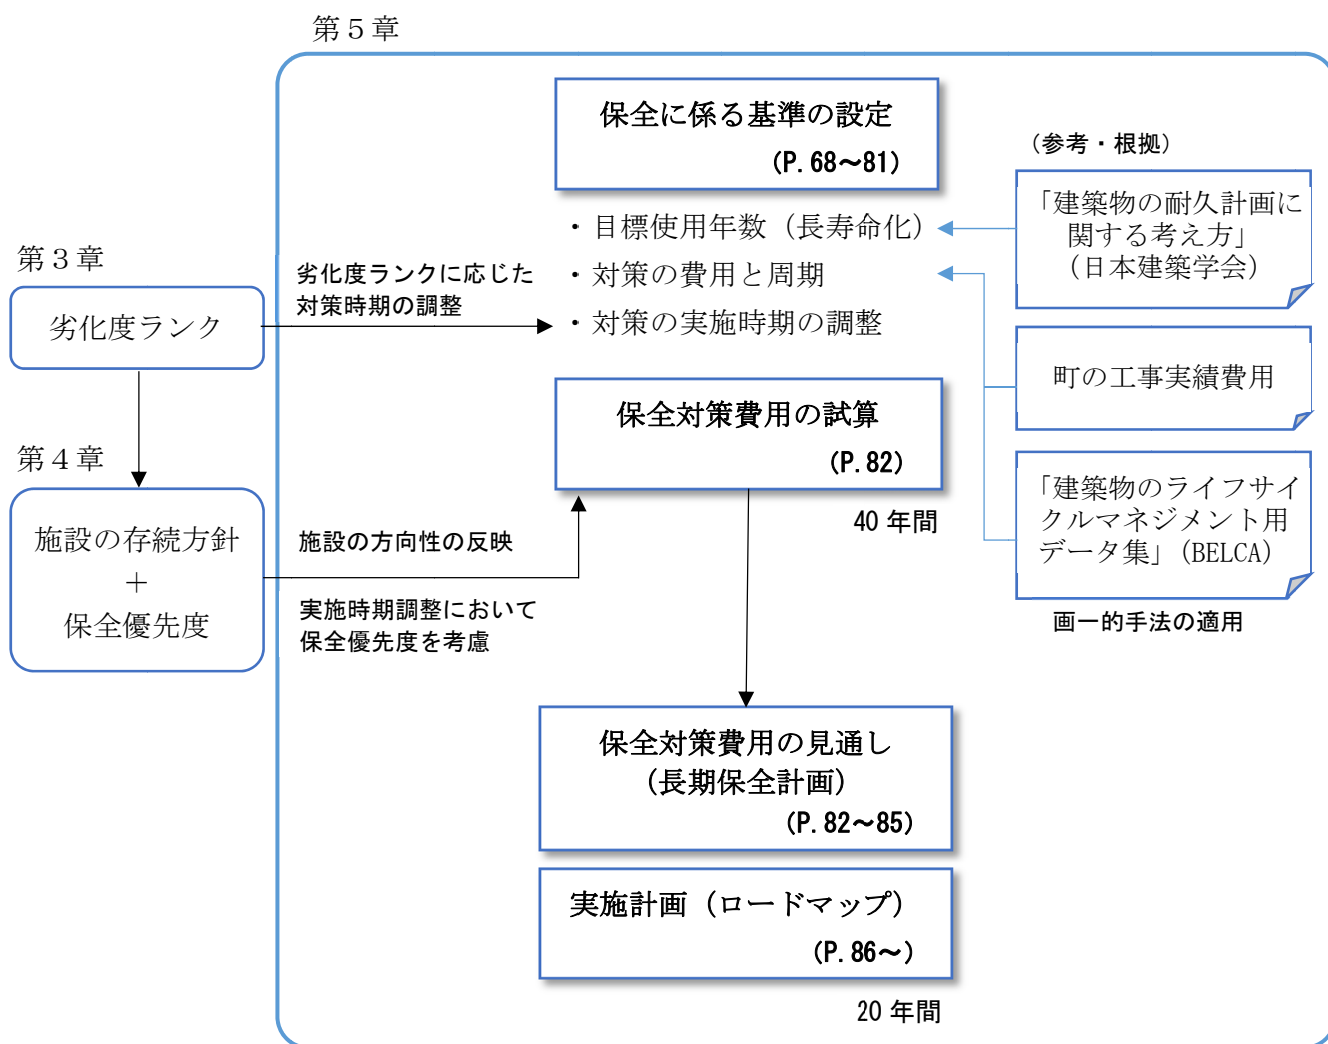 第５章
保全に係る基準の設定
(P. 68～81)
・目標使用年数（長寿命化）
・対策の費用と周期
・対策の実施時期の調整
（参考・根拠）
「建築物の耐久計画に
関する考え方」
（日本建築学会）
町の工事実績費用
「建築物のライフサイ
クルマネジメント用
データ集」（BELCA）
画一的手法の適用
第３章
劣化度ランク
劣化度ランクに応じた
対策時期の調整
第４章
施設の存続方針
＋
保全優先度
施設の方向性の反映
実施時期調整において
保全優先度を考慮
保全対策費用の試算
(P. 82)
40 年間
保全対策費用の見通し
（長期保全計画）
(P. 82～85)
実施計画（ロードマップ）
(P. 86～)
20 年間